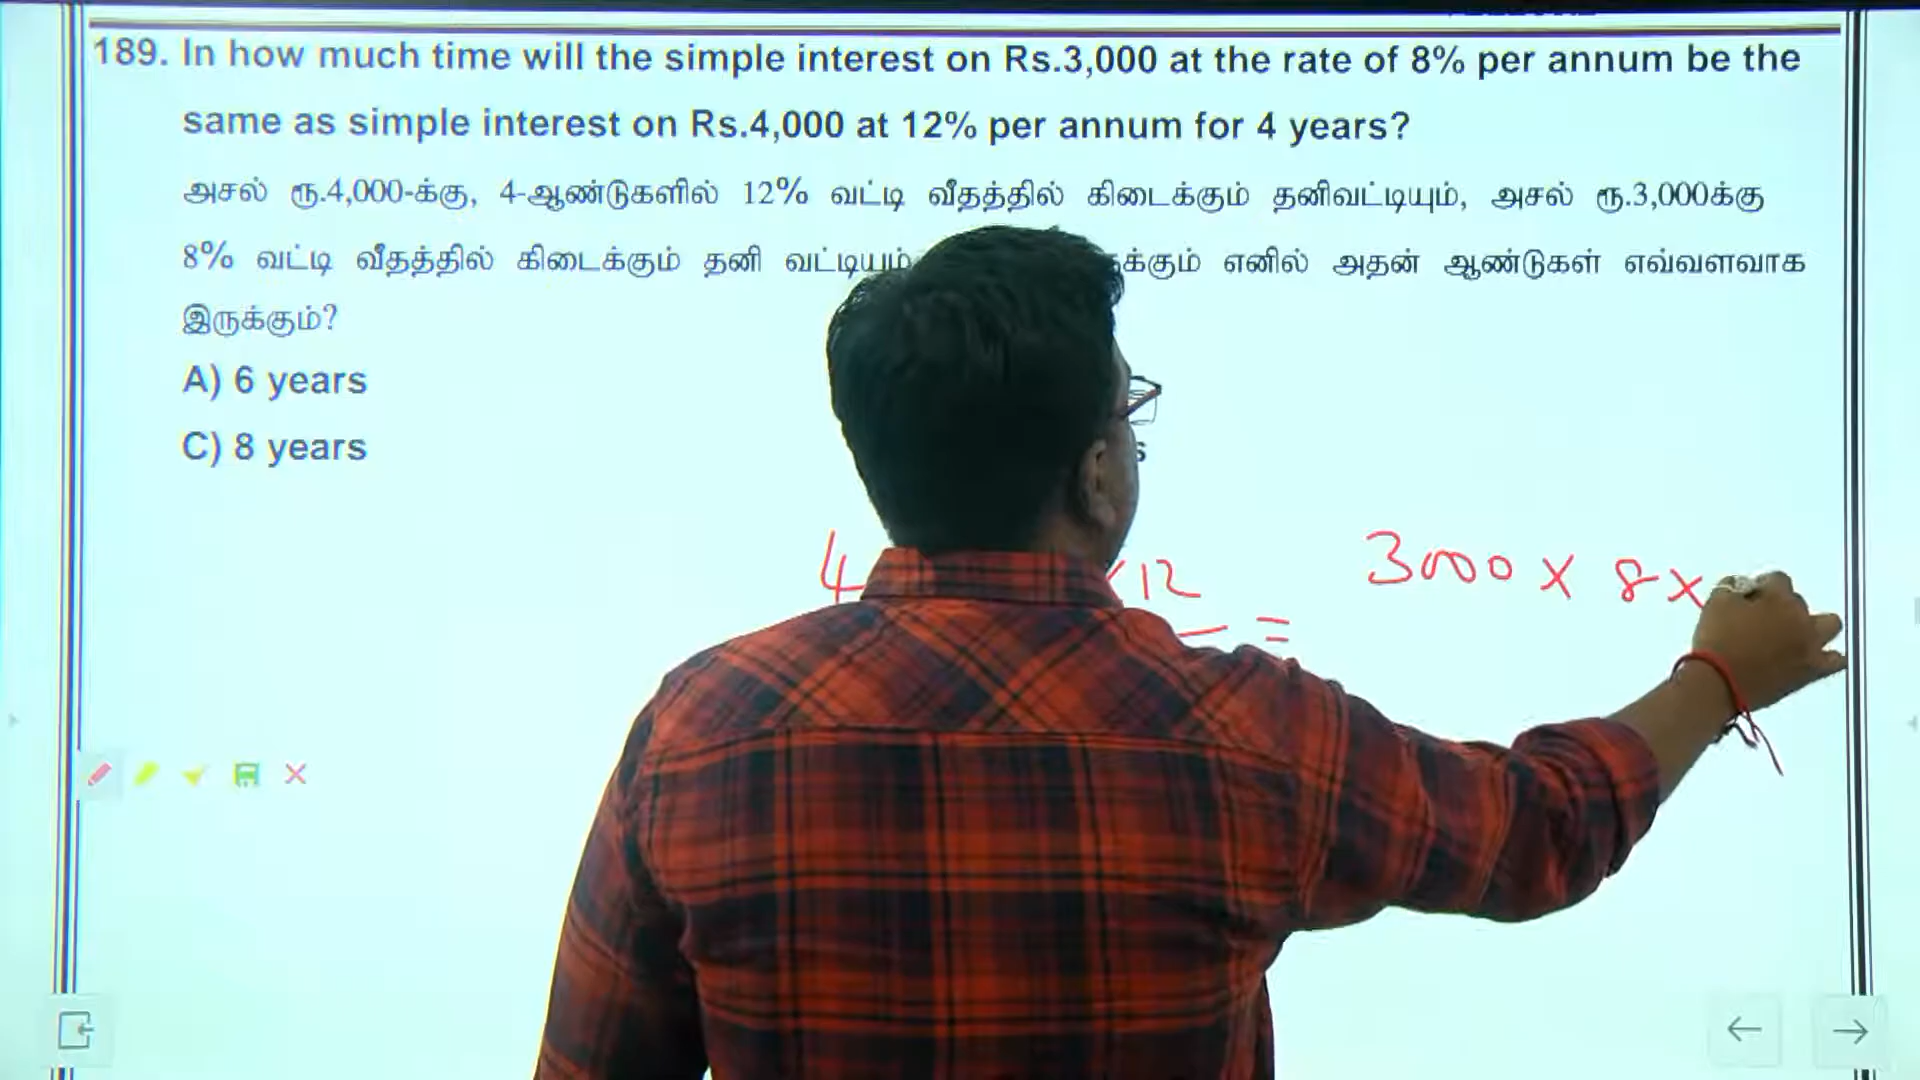 189. In how much time will the simple interest on Rs.3,000 at the rate of 8% per annum be the
same as simple interest on Rs.4,000 at 12% per annum for 4 years?
அசல் ரூ.4,000-க்கு, 4-ஆண்டுகளில் 12% வட்டி வீதத்தில் கிடைக்கும் தனிவட்டியும், அசல் ரூ.3,000க்கு
8% வட்டி வீதத்தில் கிடைக்கும் தனி வட்டியும் எனில் அதன் ஆண்டுகள் எவ்வளவாக
இருக்கும்?
A) 6 years
C) 8 years
4 ×12 = 3000 × 8 ×